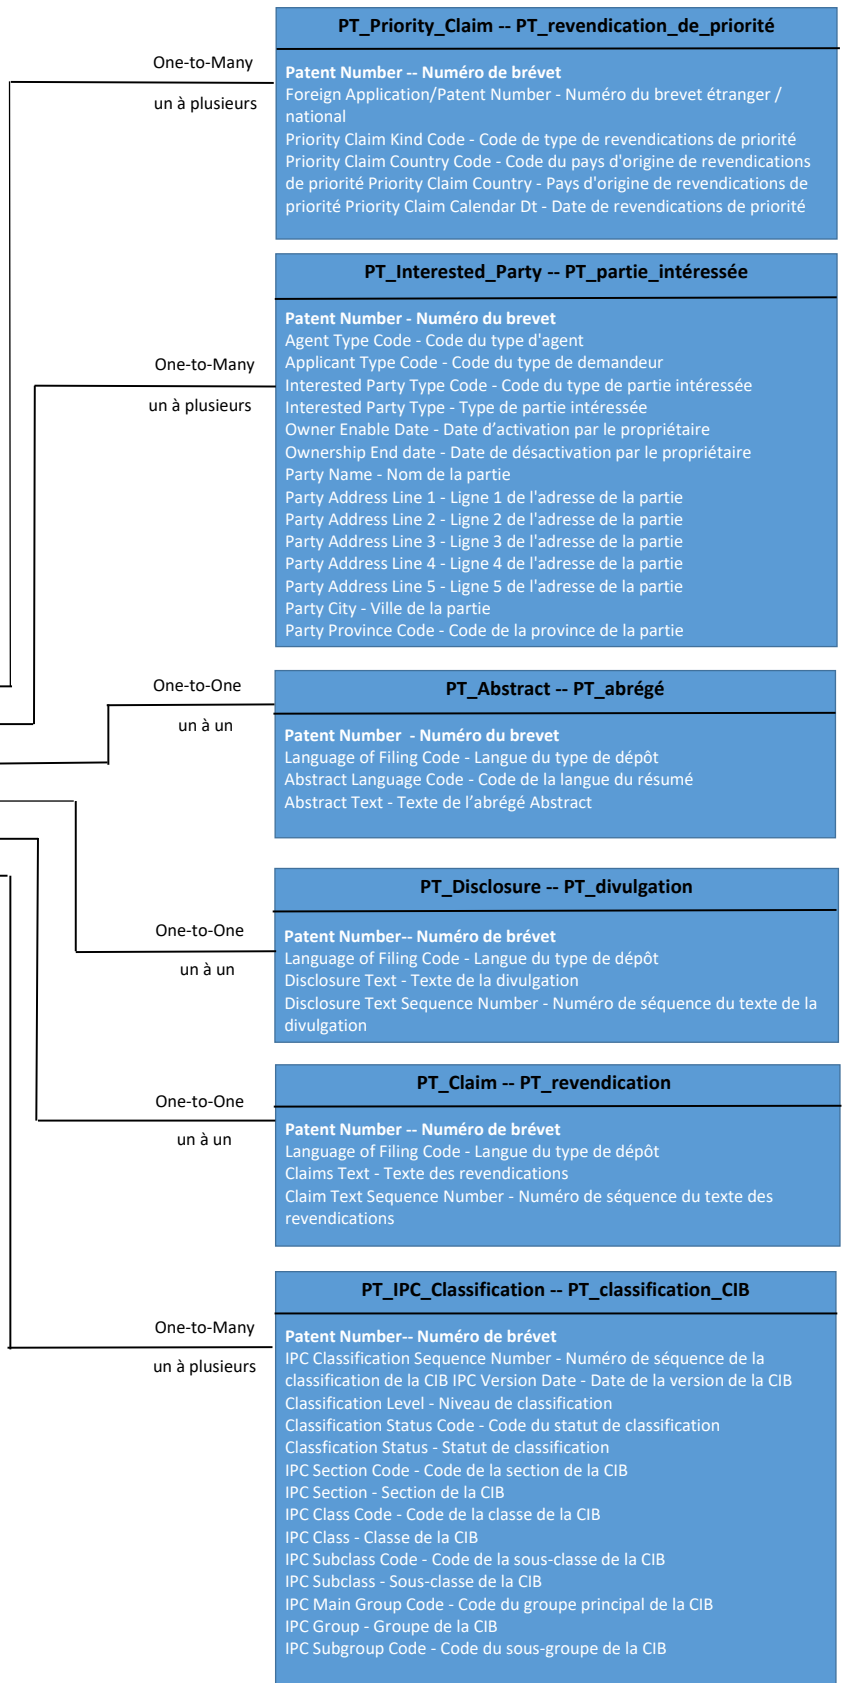 PT_Priority_Claim -- PT_revendication_de_priorité
One-to-Many
un à plusieurs
Patent Number -- Numéro de brévet
Foreign Application/Patent Number - Numéro du brevet étranger /
national
Priority Claim Kind Code - Code de type de revendications de priorité
Priority Claim Country Code - Code du pays d'origine de revendications
de priorité Priority Claim Country - Pays d'origine de revendications de
priorité Priority Claim Calendar Dt - Date de revendications de priorité
PT_Interested_Party -- PT_partie_intéressée
One-to-Many
un à plusieurs
Patent Number - Numéro du brevet
Agent Type Code - Code du type d'agent
Applicant Type Code - Code du type de demandeur
Interested Party Type Code - Code du type de partie intéressée
Interested Party Type - Type de partie intéressée
Owner Enable Date - Date d’activation par le propriétaire
Ownership End date - Date de désactivation par le propriétaire
Party Name - Nom de la partie
Party Address Line 1 - Ligne 1 de l'adresse de la partie
Party Address Line 2 - Ligne 2 de l'adresse de la partie
Party Address Line 3 - Ligne 3 de l'adresse de la partie
Party Address Line 4 - Ligne 4 de l'adresse de la partie
Party Address Line 5 - Ligne 5 de l'adresse de la partie
Party City - Ville de la partie
Party Province Code - Code de la province de la partie
One-to-One
un à un
PT_Abstract -- PT_abrégé
Patent Number  - Numéro du brevet
Language of Filing Code - Langue du type de dépôt
Abstract Language Code - Code de la langue du résumé
Abstract Text - Texte de l’abrégé Abstract
PT_Disclosure -- PT_divulgation
One-to-One
un à un
Patent Number-- Numéro de brévet
Language of Filing Code - Langue du type de dépôt
Disclosure Text - Texte de la divulgation
Disclosure Text Sequence Number - Numéro de séquence du texte de la
divulgation
PT_Claim -- PT_revendication
One-to-One
un à un
Patent Number -- Numéro de brévet
Language of Filing Code - Langue du type de dépôt
Claims Text - Texte des revendications
Claim Text Sequence Number - Numéro de séquence du texte des
revendications
PT_IPC_Classification -- PT_classification_CIB
One-to-Many
un à plusieurs
Patent Number-- Numéro de brévet
IPC Classification Sequence Number - Numéro de séquence de la
classification de la CIB IPC Version Date - Date de la version de la CIB
Classification Level - Niveau de classification
Classification Status Code - Code du statut de classification
Classfication Status - Statut de classification
IPC Section Code - Code de la section de la CIB
IPC Section - Section de la CIB
IPC Class Code - Code de la classe de la CIB
IPC Class - Classe de la CIB
IPC Subclass Code - Code de la sous-classe de la CIB
IPC Subclass - Sous-classe de la CIB
IPC Main Group Code - Code du groupe principal de la CIB
IPC Group - Groupe de la CIB
IPC Subgroup Code - Code du sous-groupe de la CIB